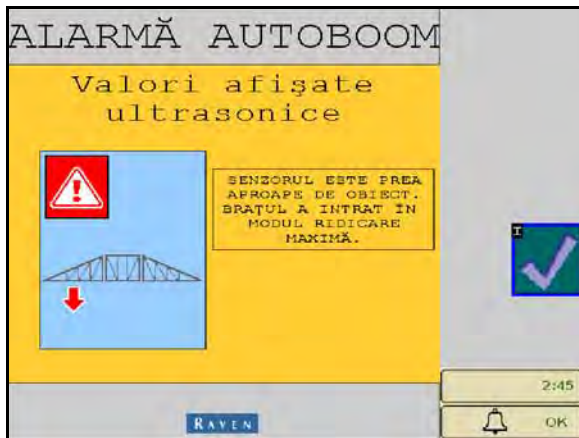 ALARMĂ AUTOBOOM
Valori afişate
ultrasonice
SENZORUL ESTE PREA
APROAPE DE OBIECT.
BRAŢUL A INTRAT ÎN
MODUL RIDICARE
MAXIMĂ.
I
2:45
RAVEN
OK